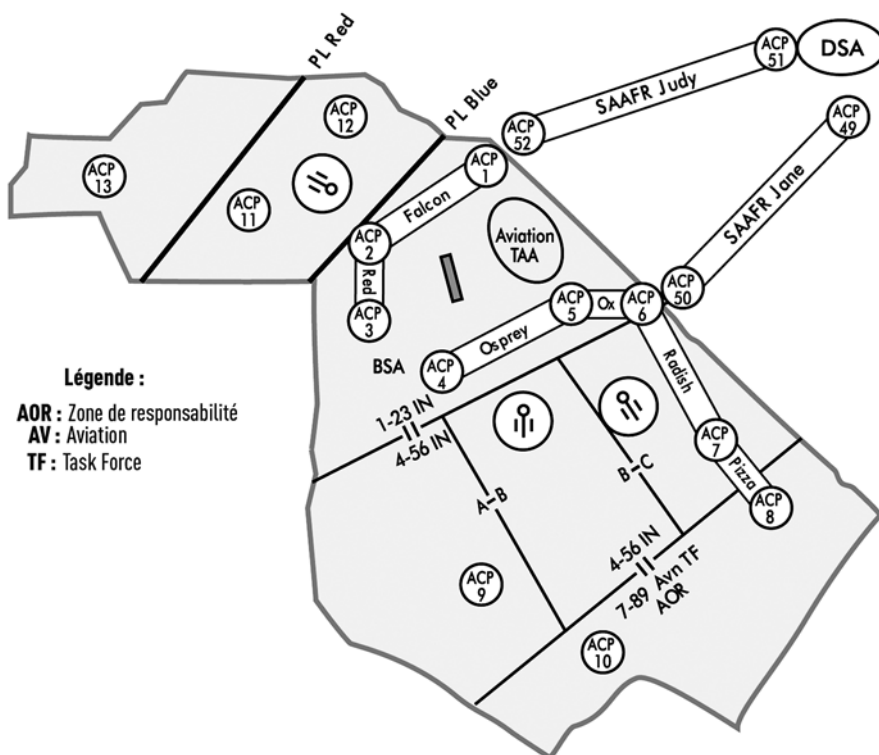 PL Red
PL Blue
ACP
51
DSA
SAAFR Judy
ACP
52
ACP
49
SAAFR Jane
ACP
50
ACP
12
ACP
13
ACP
11
ACP
1
Falcon
ACP
2
Red
ACP
3
Aviation
TAA
ACP
5
Ox
ACP
6
Osprey
BSA
ACP
4
Radish
ACP
7
Pizza
ACP
8
1-23 IN
4-56 IN
A–B
B–C
4-56 IN
7-89 Avn TF
AOR
ACP
9
ACP
10
Légende :
AOR : Zone de responsabilité
AV : Aviation
TF : Task Force